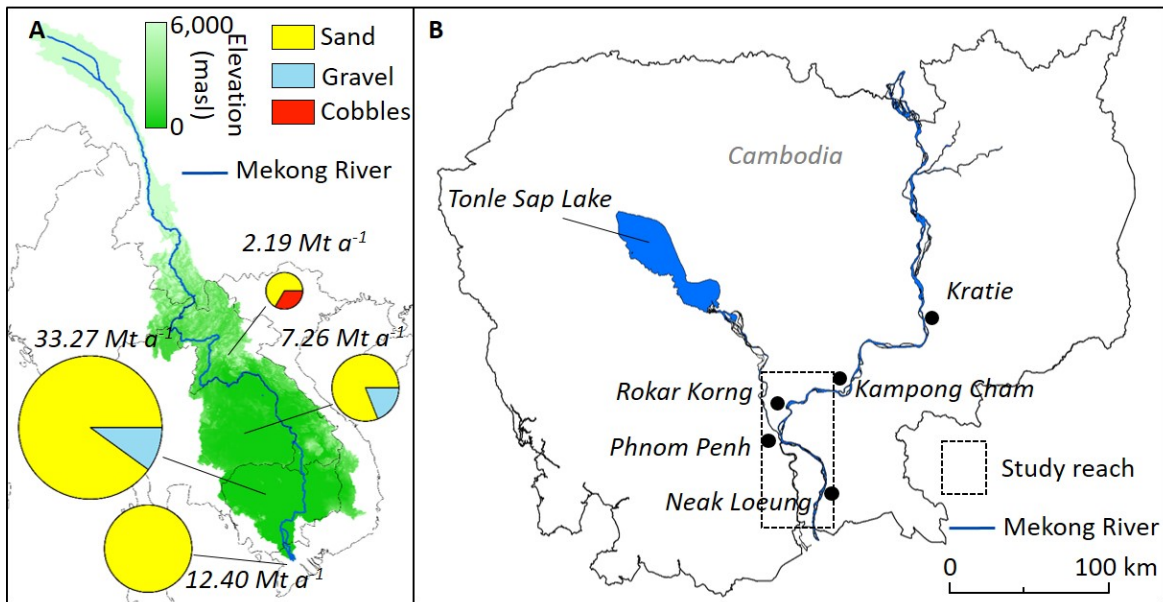 A
6,000
0
Elevation
(masl)
Sand
Gravel
Cobbles
Mekong River
2.19 Mt a⁻¹
33.27 Mt a⁻¹
7.26 Mt a⁻¹
12.40 Mt a⁻¹
B
Cambodia
Tonle Sap Lake
Kratie
Rokar Korng
Kampong Cham
Phnom Penh
Neak Loeung
Study reach
Mekong River
0 100 km